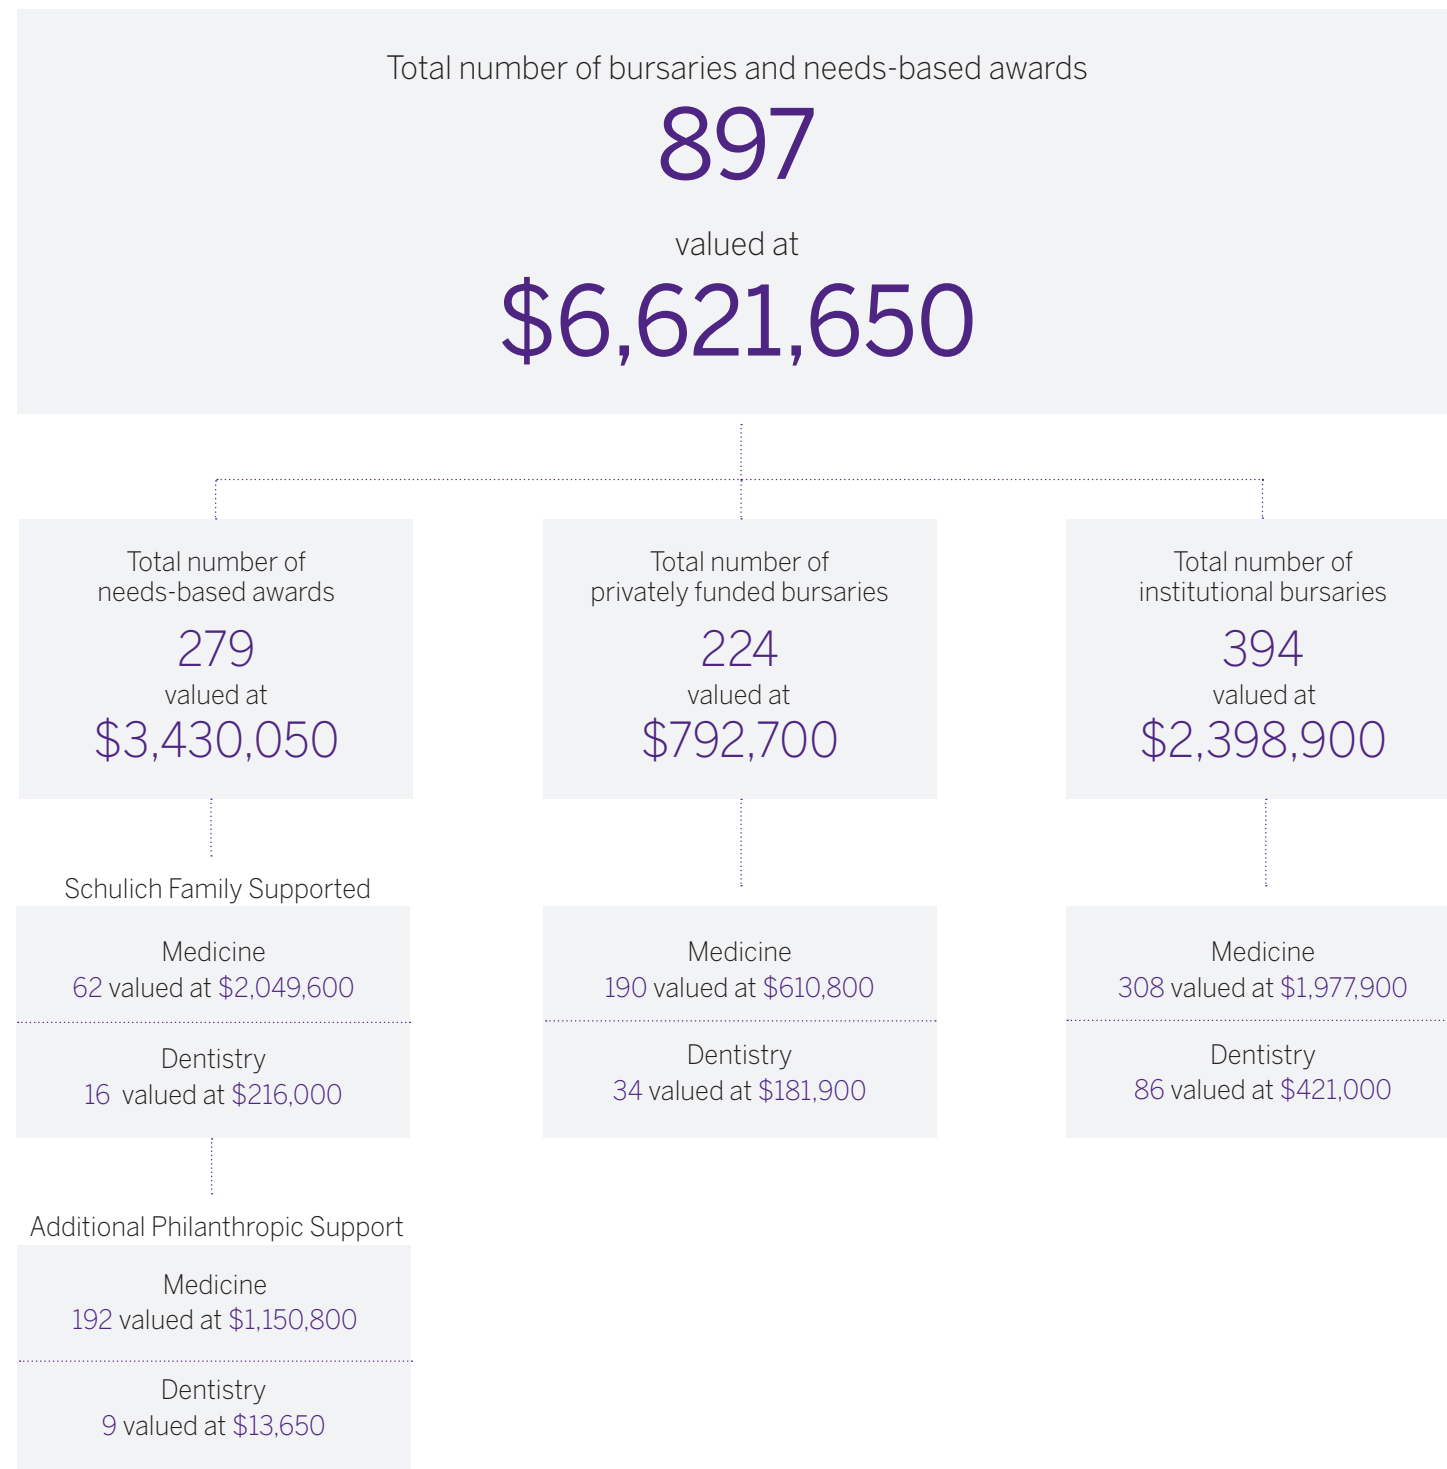 Total number of bursaries and needs-based awards
897
valued at
$6,621,650
Total number of
needs-based awards
279
valued at
$3,430,050
Total number of
privately funded bursaries
224
valued at
$792,700
Total number of
institutional bursaries
394
valued at
$2,398,900
Schulich Family Supported
Medicine
62 valued at $2,049,600
Dentistry
16 valued at $216,000
Medicine
190 valued at $610,800
Dentistry
34 valued at $181,900
Medicine
308 valued at $1,977,900
Dentistry
86 valued at $421,000
Additional Philanthropic Support
Medicine
192 valued at $1,150,800
Dentistry
9 valued at $13,650